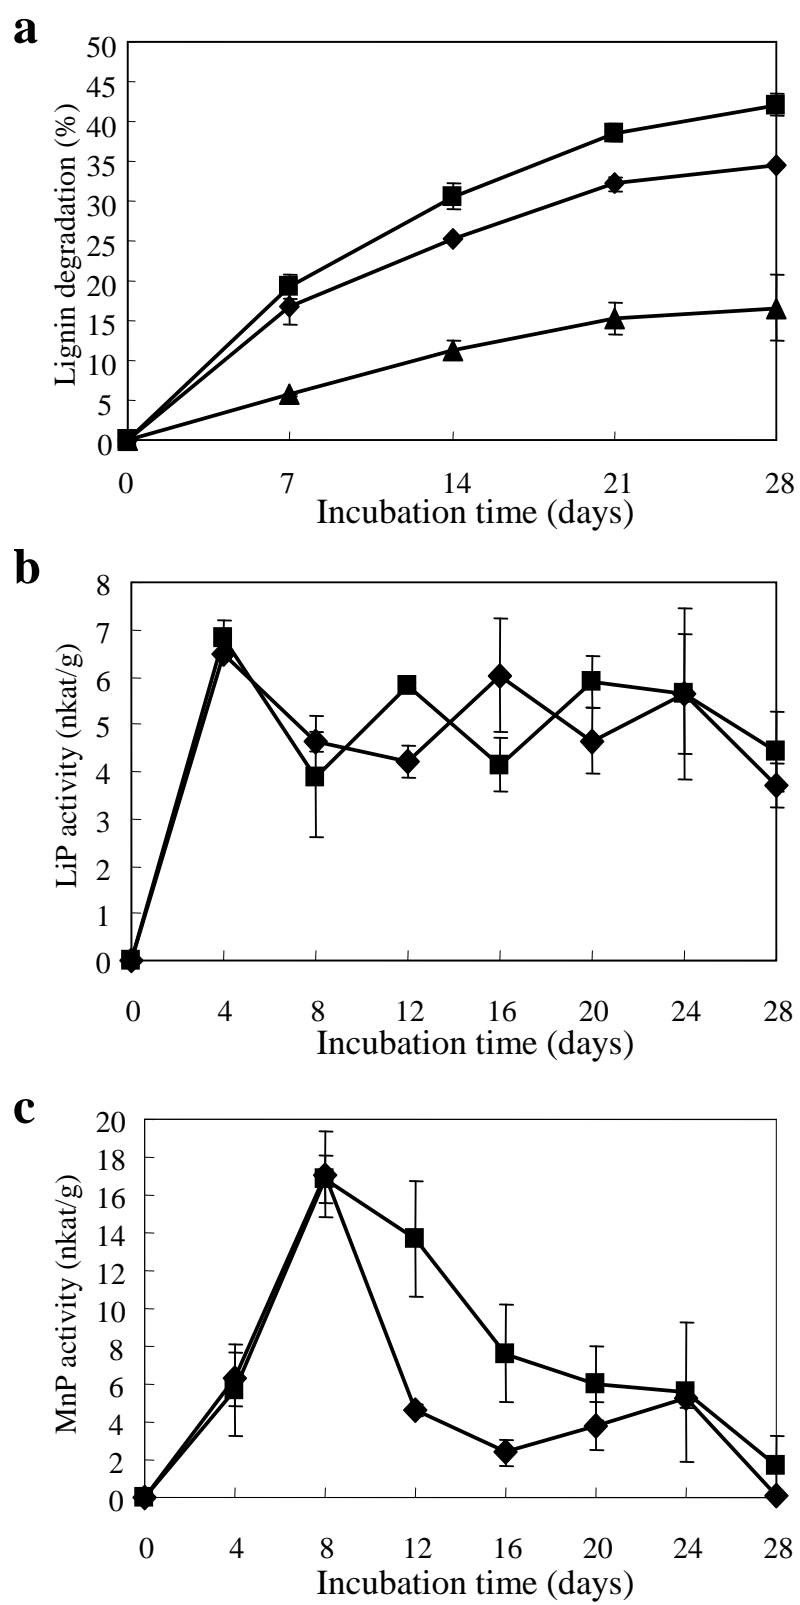 a
Lignin degradation (%)
50
45
40
35
30
25
20
15
10
5
0
0 7 14 21 28
Incubation time (days)
b
LiP activity (nkat/g)
8
7
6
5
4
3
2
1
0
0 4 8 12 16 20 24 28
Incubation time (days)
c
MnP activity (nkat/g)
20
18
16
14
12
10
8
6
4
2
0
0 4 8 12 16 20 24 28
Incubation time (days)